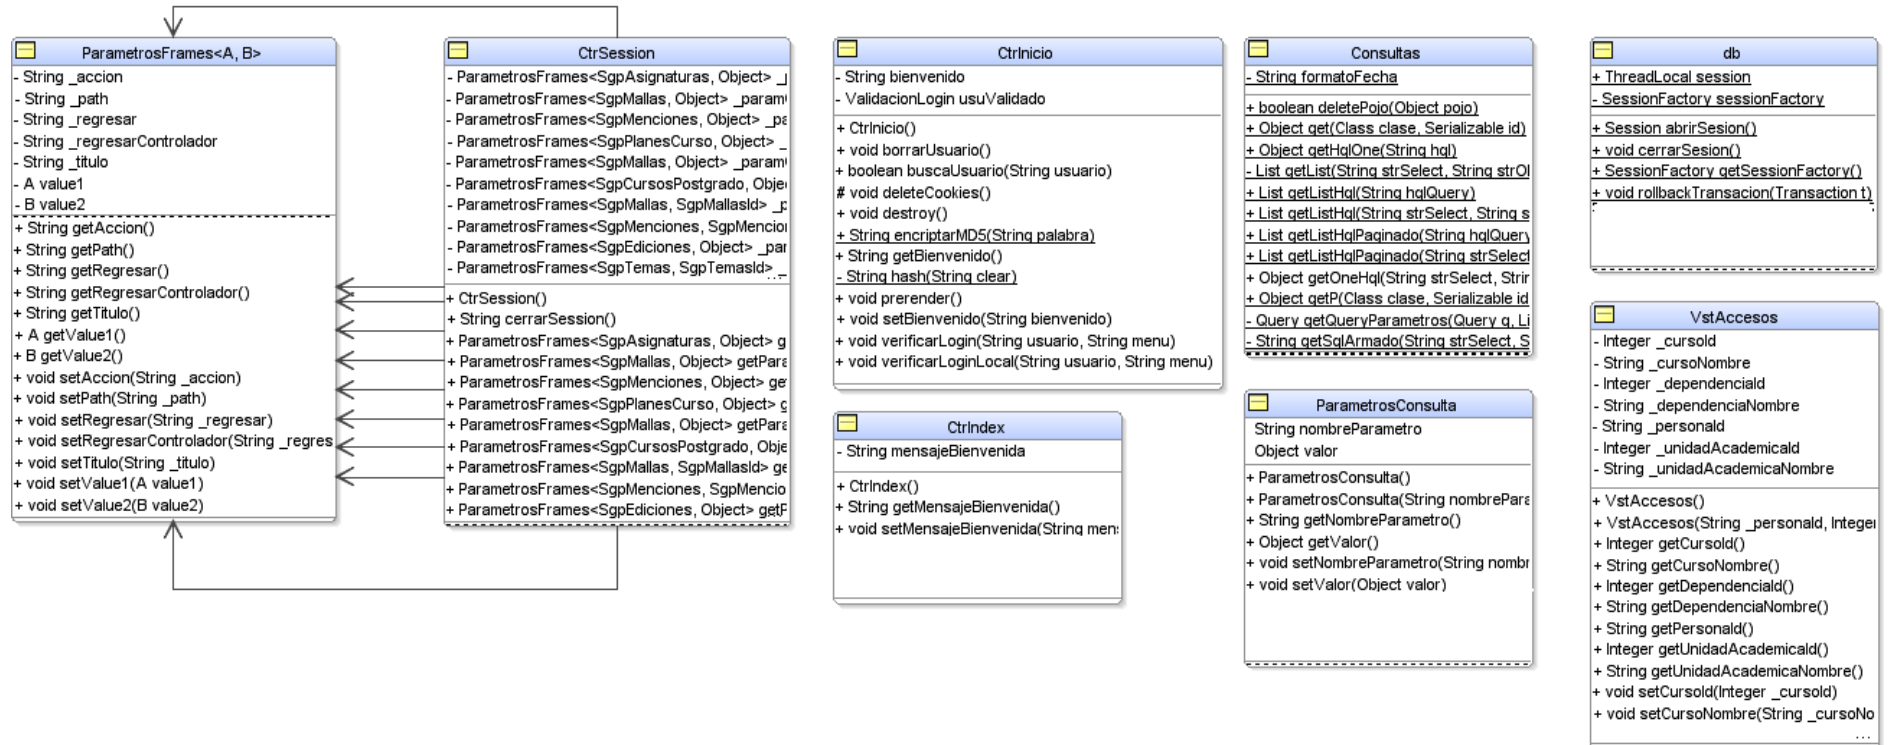 ParametrosFrames<A, B>
- String _accion
- String _path
- String _regresar
- String _regresarControlador
- String _titulo
- A value1
- B value2
+ String getAccion()
+ String getPath()
+ String getRegresar()
+ String getRegresarControlador()
+ String getTitulo()
+ A getValue1()
+ B getValue2()
+ void setAccion(String _accion)
+ void setPath(String _path)
+ void setRegresar(String _regresar)
+ void setRegresarControlador(String _regres
+ void setTitulo(String _titulo)
+ void setValue1(A value1)
+ void setValue2(B value2)
CtrSession
- ParametrosFrames<SgpAsignaturas, Object> _
- ParametrosFrames<SgpMallas, Object> _param
- ParametrosFrames<SgpMenciones, Object> _pa
- ParametrosFrames<SgpPlanesCurso, Object> _
- ParametrosFrames<SgpMallas, Object> _param
- ParametrosFrames<SgpCursosPostgrado, Obje
- ParametrosFrames<SgpMallas, SgpMallasId> _p
- ParametrosFrames<SgpMenciones, SgpMencio
- ParametrosFrames<SgpEdiciones, Object> _par
- ParametrosFrames<SgpTemas, SgpTemasId> _
...
+ CtrSession()
+ String cerrarSession()
+ ParametrosFrames<SgpAsignaturas, Object> g
+ ParametrosFrames<SgpMallas, Object> getPara
+ ParametrosFrames<SgpMenciones, Object> ge
+ ParametrosFrames<SgpPlanesCurso, Object> g
+ ParametrosFrames<SgpMallas, Object> getPara
+ ParametrosFrames<SgpCursosPostgrado, Obje
+ ParametrosFrames<SgpMallas, SgpMallasId> ge
+ ParametrosFrames<SgpMenciones, SgpMencio
+ ParametrosFrames<SgpEdiciones, Object> getP
CtrInicio
- String bienvenido
- ValidacionLogin usuValidado
+ CtrInicio()
+ void borrarUsuario()
+ boolean buscaUsuario(String usuario)
# void deleteCookies()
+ void destroy()
+ String encriptarMD5(String palabra)
+ String getBienvenido()
- String hash(String clear)
+ void prerender()
+ void setBienvenido(String bienvenido)
+ void verificarLogin(String usuario, String menu)
+ void verificarLoginLocal(String usuario, String menu)
CtrIndex
- String mensajeBienvenida
+ CtrIndex()
+ String getMensajeBienvenida()
+ void setMensajeBienvenida(String men
Consultas
- String formatoFecha
+ boolean deletePojo(Object pojo)
+ Object get(Class clase, Serializable id)
+ Object getHqlOne(String hql)
- List getList(String strSelect, String strO
+ List getListHql(String hqlQuery)
+ List getListHql(String strSelect, String s
+ List getListHqlPaginado(String hqlQuery
+ List getListHqlPaginado(String strSelect
+ Object getOneHql(String strSelect, Strin
+ Object getP(Class clase, Serializable id
- Query getQueryParametros(Query q, Li
- String getSqlArmado(String strSelect, S
ParametrosConsulta
String nombreParametro
Object valor
+ ParametrosConsulta()
+ ParametrosConsulta(String nombrePara
+ String getNombreParametro()
+ Object getValor()
+ void setNombreParametro(String nombr
+ void setValor(Object valor)
db
+ ThreadLocal session
- SessionFactory sessionFactory
+ Session abrirSesion()
+ void cerrarSesion()
+ SessionFactory getSessionFactory()
+ void rollbackTransacion(Transaction t)
VstAccesos
- Integer _cursoId
- String _cursoNombre
- Integer _dependenciaId
- String _dependenciaNombre
- String _personaId
- Integer _unidadAcademicaId
- String _unidadAcademicaNombre
+ VstAccesos()
+ VstAccesos(String _personaId, Intege
+ Integer getCursoId()
+ String getCursoNombre()
+ Integer getDependenciaId()
+ String getDependenciaNombre()
+ String getPersonaId()
+ Integer getUnidadAcademicaId()
+ String getUnidadAcademicaNombre()
+ void setCursoId(Integer _cursoId)
+ void setCursoNombre(String _cursoNo
...